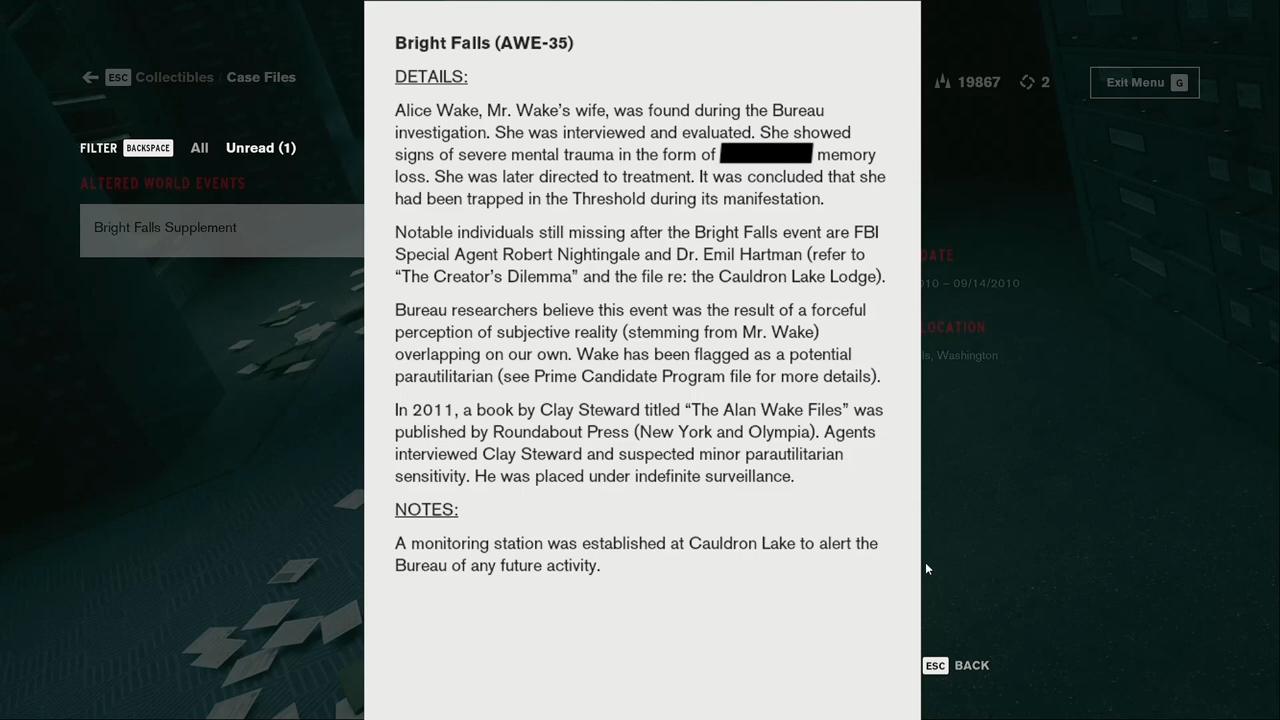 Bright Falls (AWE-35)
ESC Collectibles / Case Files
19867
2
Exit Menu G
FILTER BACKSPACE All Unread (1)
ALTERED WORLD EVENTS
Bright Falls Supplement
DETAILS:
Alice Wake, Mr. Wake's wife, was found during the Bureau
investigation. She was interviewed and evaluated. She showed
signs of severe mental trauma in the form of memory
loss. She was later directed to treatment. It was concluded that she
had been trapped in the Threshold during its manifestation.
Notable individuals still missing after the Bright Falls event are FBI
Special Agent Robert Nightingale and Dr. Emil Hartman (refer to
“The Creator's Dilemma” and the file re: the Cauldron Lake Lodge).
Bureau researchers believe this event was the result of a forceful
perception of subjective reality (stemming from Mr. Wake)
overlapping on our own. Wake has been flagged as a potential
parautilitarian (see Prime Candidate Program file for more details).
In 2011, a book by Clay Steward titled “The Alan Wake Files” was
published by Roundabout Press (New York and Olympia). Agents
interviewed Clay Steward and suspected minor parautilitarian
sensitivity. He was placed under indefinite surveillance.
NOTES:
A monitoring station was established at Cauldron Lake to alert the
Bureau of any future activity.
DATE
010 – 09/14/2010
LOCATION
ls, Washington
ESC BACK